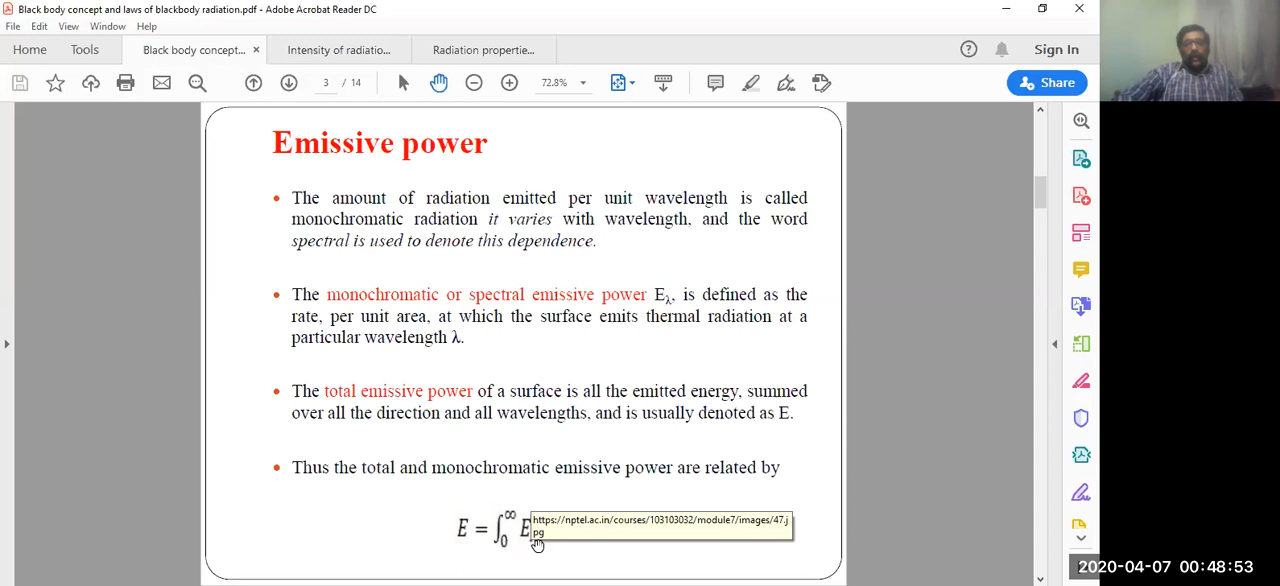 Black body concept and laws of blackbody radiation.pdf - Adobe Acrobat Reader DC
File Edit View Window Help
Home Tools Black body concept... × Intensity of radiatio... Radiation propertie... Sign In
3 / 14 72.8% Share
Emissive power
• The amount of radiation emitted per unit wavelength is called
monochromatic radiation it varies with wavelength, and the word
spectral is used to denote this dependence.
• The monochromatic or spectral emissive power Eλ, is defined as the
rate, per unit area, at which the surface emits thermal radiation at a
particular wavelength λ.
• The total emissive power of a surface is all the emitted energy, summed
over all the direction and all wavelengths, and is usually denoted as E.
• Thus the total and monochromatic emissive power are related by
E = ∫₀^∞ E
https://nptel.ac.in/courses/103103032/module7/images/47.j
pg
2020-04-07 00:48:53